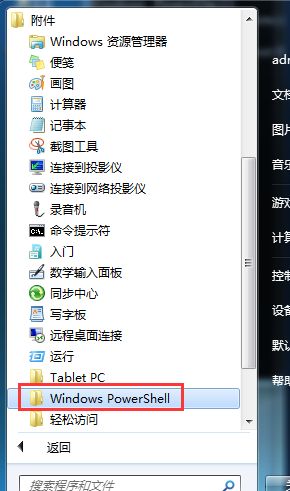 附件
Windows 资源管理器
便笺
画图
计算器
记事本
截图工具
连接到投影仪
连接到网络投影仪
录音机
命令提示符
入门
数学输入面板
同步中心
写字板
远程桌面连接
运行
Tablet PC
Windows PowerShell
轻松访问
返回
搜索程序和文件
adr
文档
图片
音乐
游戏
计算
控制
设备
默认
帮助